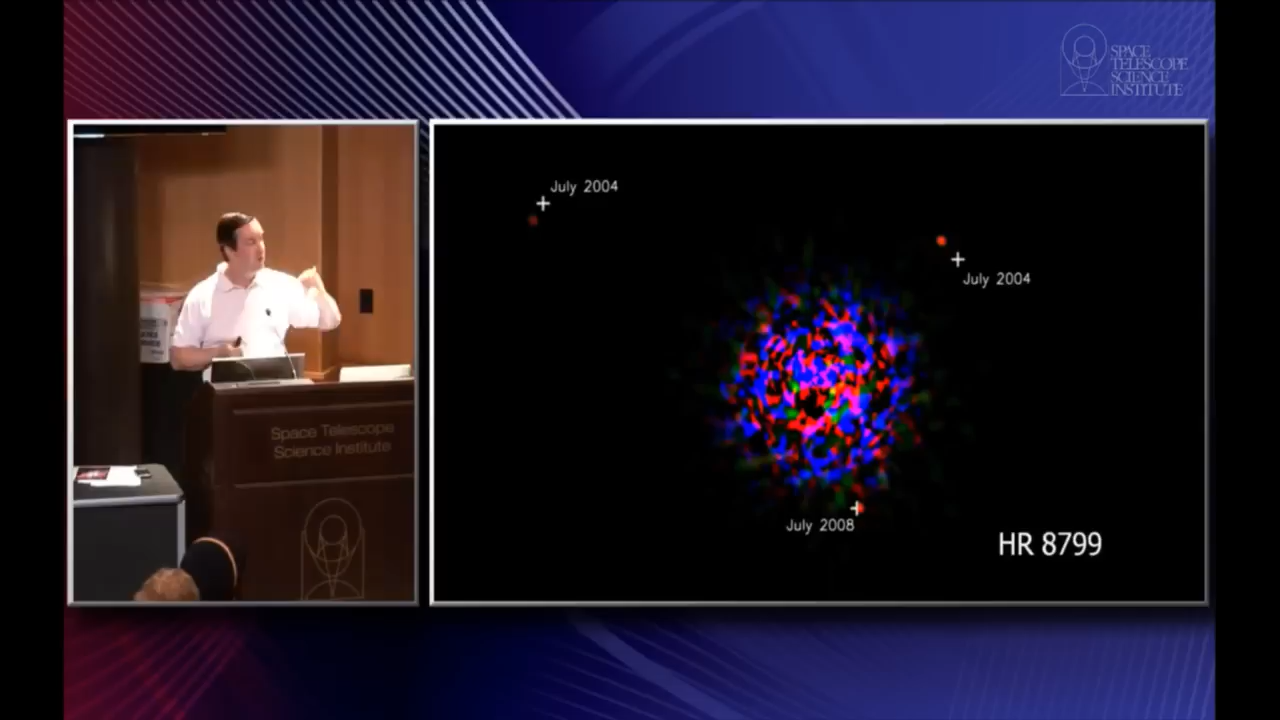 SPACE
TELESCOPE
SCIENCE
INSTITUTE
July 2004
July 2004
July 2008
HR 8799
Space Telescope
Science Institute